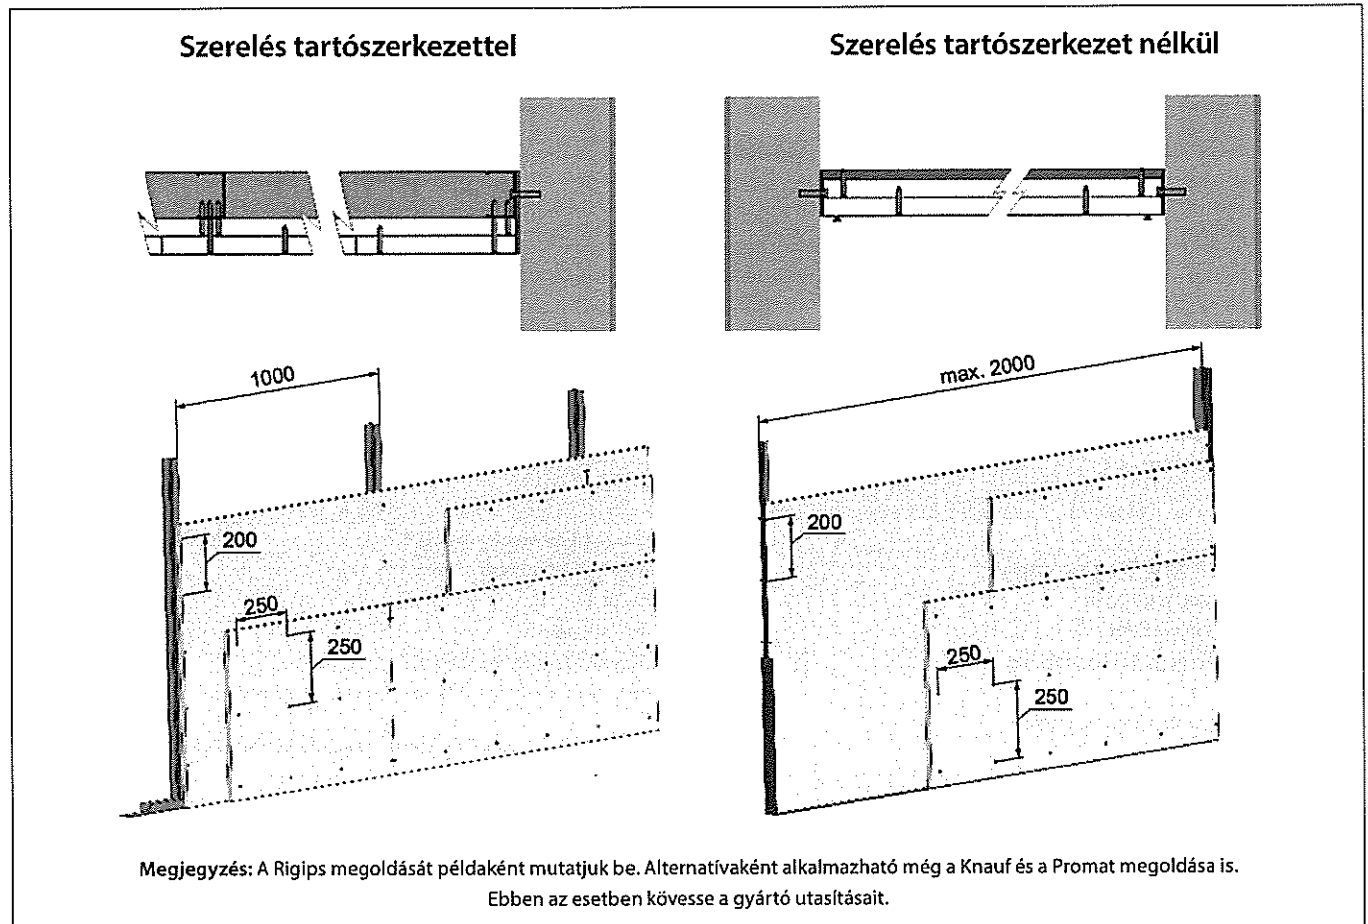 Szerelés tartószerkezettel
Szerelés tartószerkezet nélkül
1000
200
250
250
max. 2000
200
250
250
Megjegyzés: A Rigips megoldását példaként mutatjuk be. Alternatívaként alkalmazható még a Knauf és a Promat megoldása is.
Ebben az esetben kövesse a gyártó utasításait.